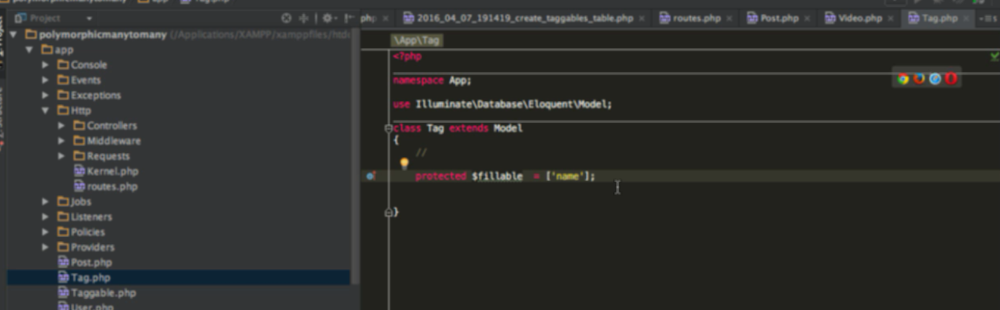 polymorphicmanytomany
app
Tag.php
Project
php
2016_04_07_191419_create_taggables_table.php
routes.php
Post.php
Video.php
Tag.php
polymorphicmanytomany (/Applications/XAMPP/xamppfiles/htd
\App\Tag
app
<?php
Console
Events
namespace App;
Exceptions
use Illuminate\Database\Eloquent\Model;
Http
Controllers
class Tag extends Model
Middleware
{
Requests
//
Kernel.php
protected $fillable  = ['name'];
routes.php
Jobs
}
Listeners
Policies
Providers
Post.php
Tag.php
Taggable.php
User.php